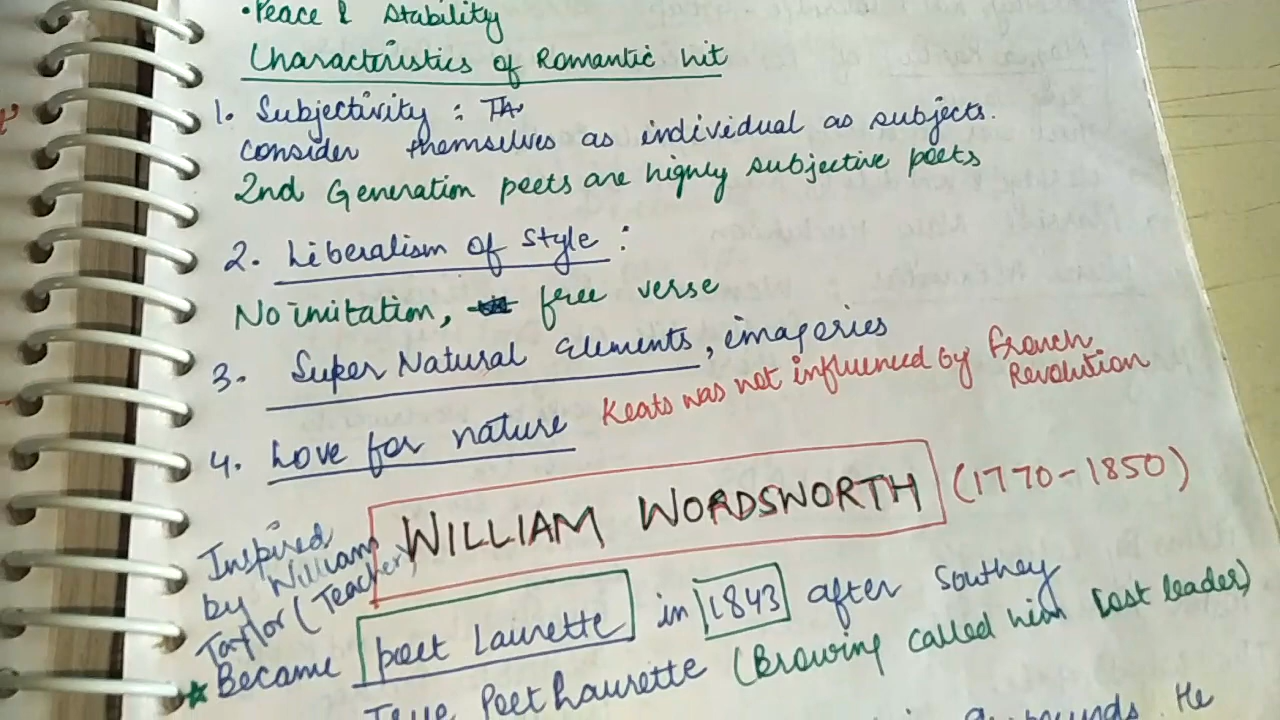 •Peace & Stability
Characteristics of Romantic Lit
1. Subjectivity :
consider themselves as individual as subjects.
2nd Generation poets are highly subjective poets
2. Liberalism of Style :
No imitation, free verse
3. Super Natural Elements, imageries
4. Love for nature
Keats was not influenced by French
Revolution
WILLIAM WORDSWORTH (1770-1850)
Inspired
by William
Taylor (Teacher)
★ Became poet Laurette in 1843 after Southey
True Poet Laurette (Browing called him Lost leader)
He